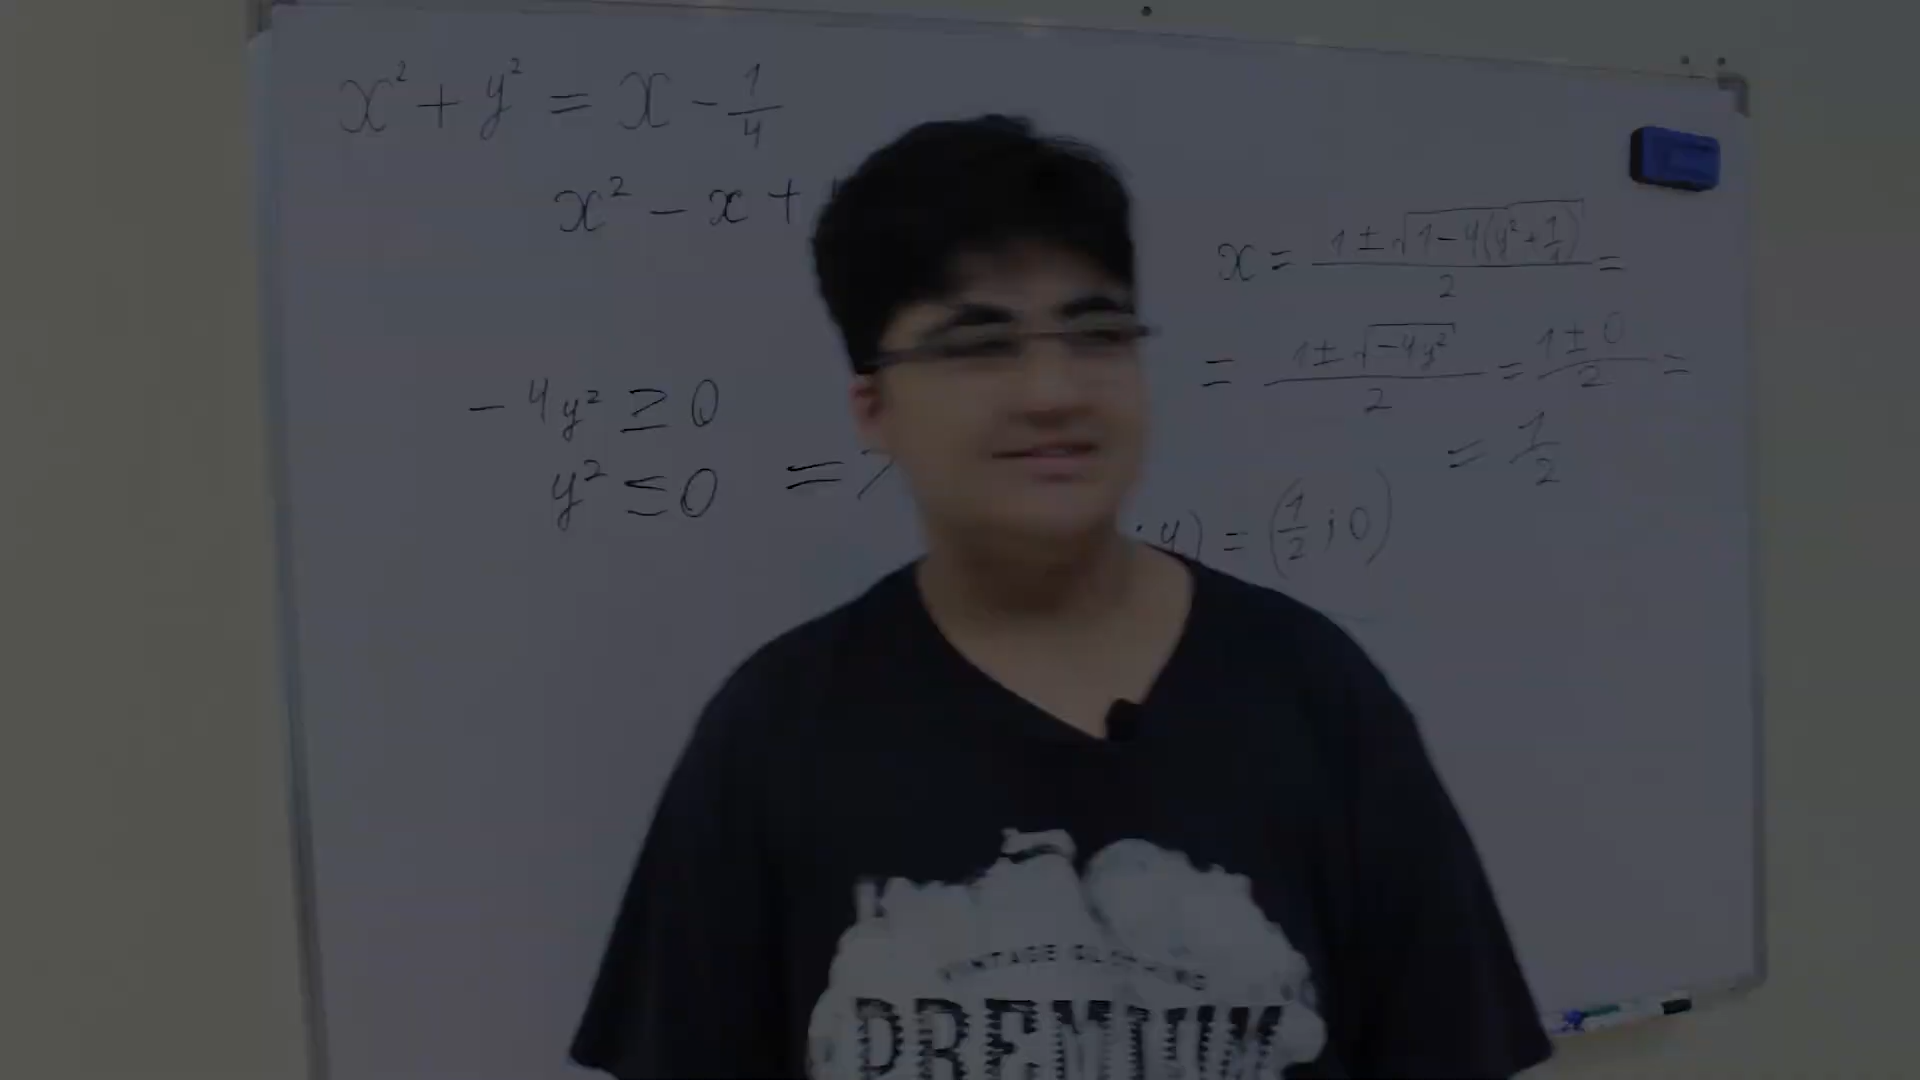 x² + y² = x - 1/4
x² - x +
-4y² ≥ 0
y² ≤ 0 =>
x = (1 ± √(1 - 4(y² + 1/4)))/2 =
= (1 ± √(-4y²))/2 = (1 ± 0)/2 =
= 1/2
; y) = (1/2 ; 0)
VINTAGE CLOTHING
PREMIUM